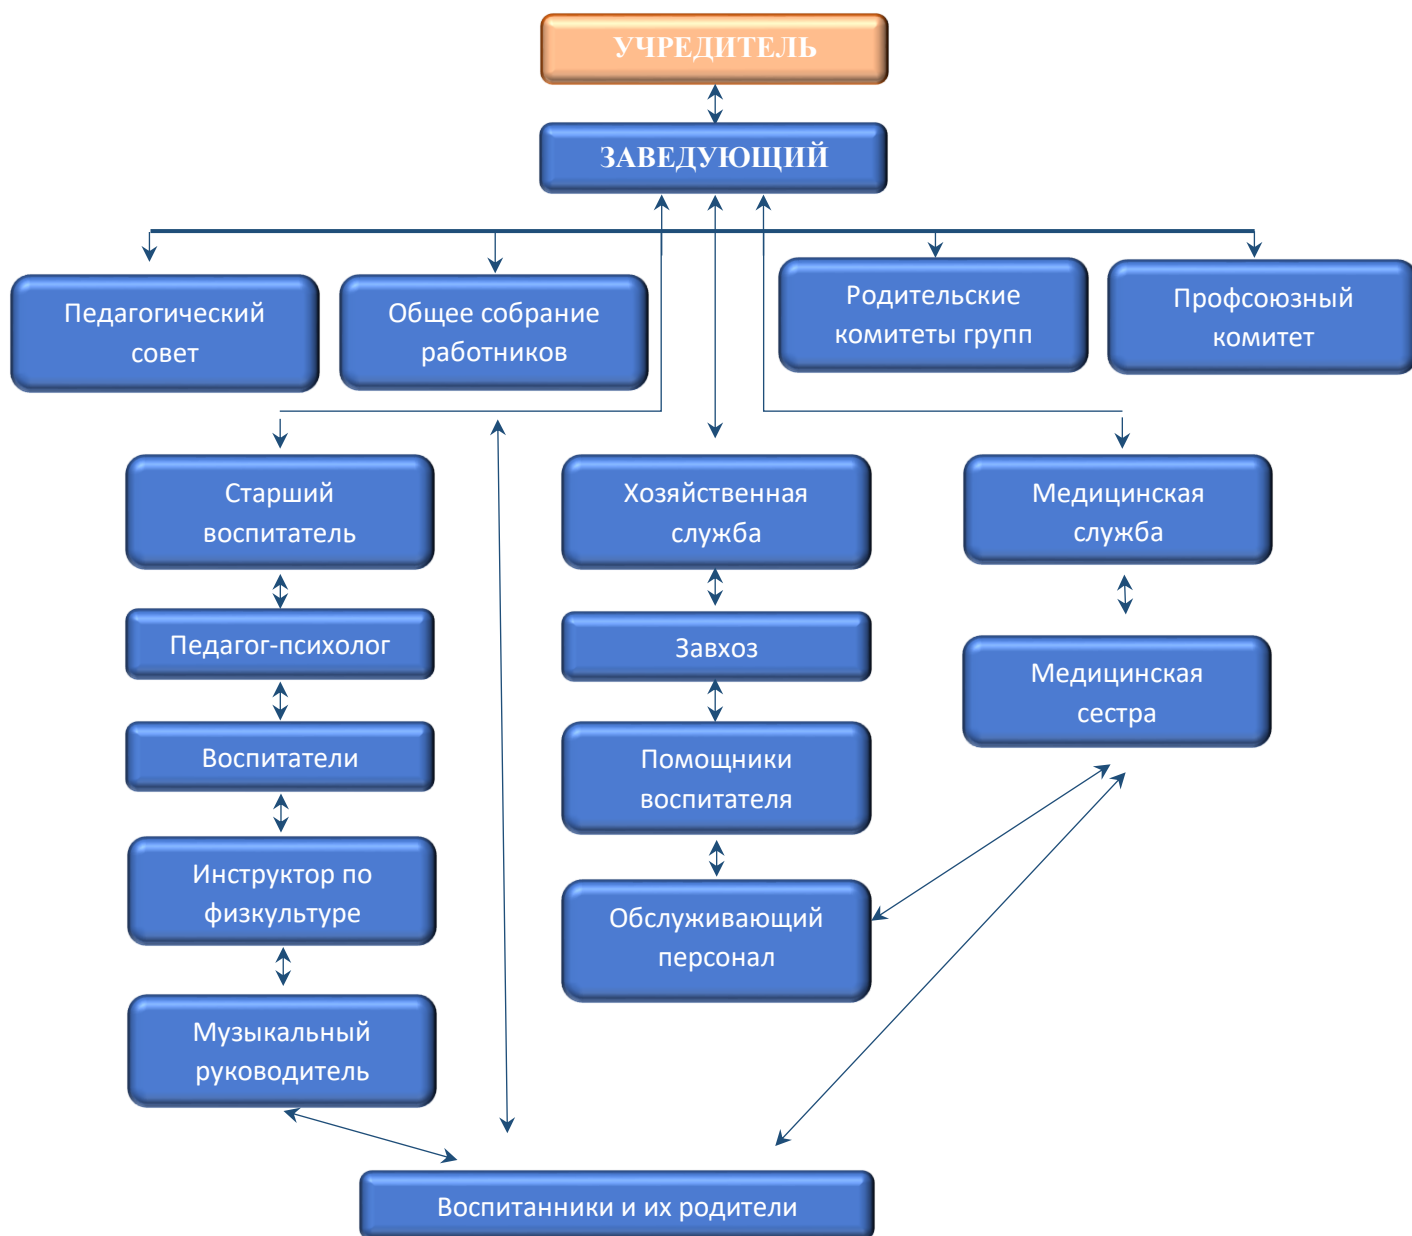 УЧРЕДИТЕЛЬ
ЗАВЕДУЮЩИЙ
Педагогический
совет
Общее собрание
работников
Родительские
комитеты групп
Профсоюзный
комитет
Старший
воспитатель
Хозяйственная
служба
Медицинская
служба
Педагог-психолог
Завхоз
Медицинская
сестра
Воспитатели
Помощники
воспитателя
Инструктор по
физкультуре
Обслуживающий
персонал
Музыкальный
руководитель
Воспитанники и их родители